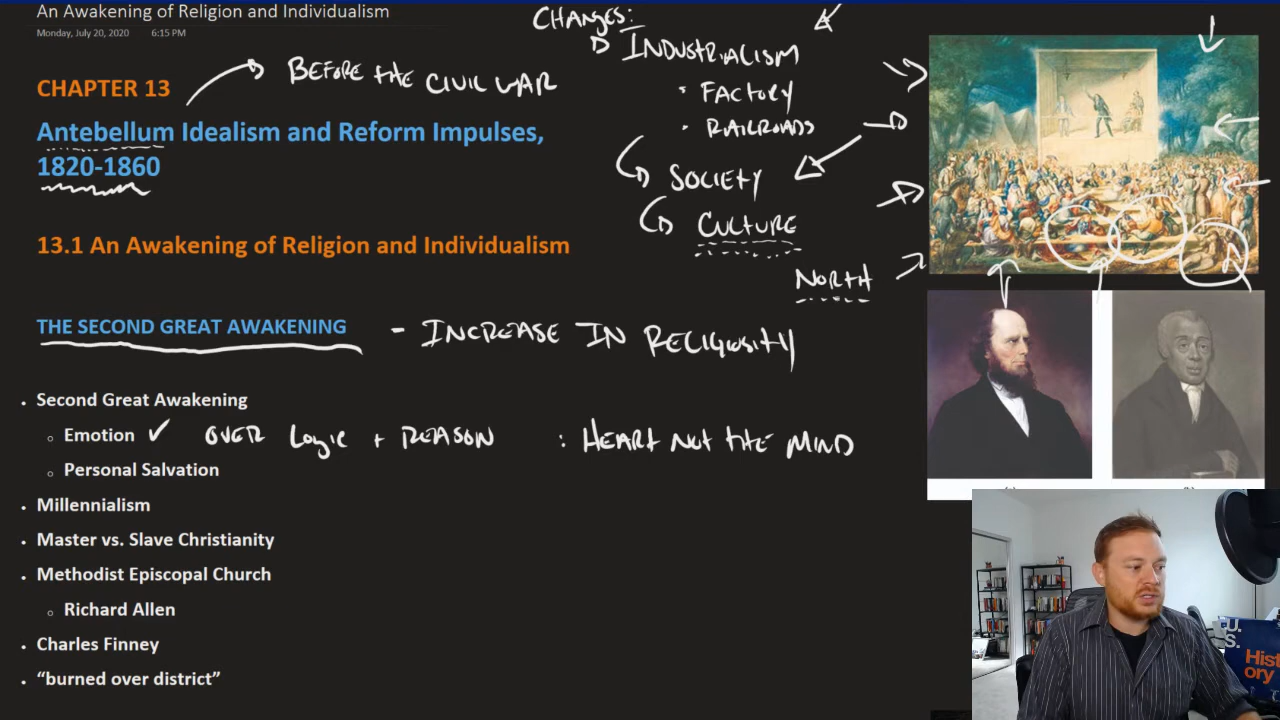 An Awakening of Religion and Individualism
Monday, July 20, 2020 6:15 PM
CHAPTER 13
BEFORE THE CIVIL WAR
Antebellum Idealism and Reform Impulses,
1820-1860
CHANGES:
INDUSTRIALISM
· FACTORY
· RAILROADS
SOCIETY
CULTURE
NORTH
13.1 An Awakening of Religion and Individualism
THE SECOND GREAT AWAKENING - INCREASE IN RELIGIOSITY
• Second Great Awakening
○ Emotion ✓ OVER Logic + REASON : HEART NOT THE MIND
○ Personal Salvation
• Millennialism
• Master vs. Slave Christianity
• Methodist Episcopal Church
○ Richard Allen
• Charles Finney
• “burned over district”
U.S.
History